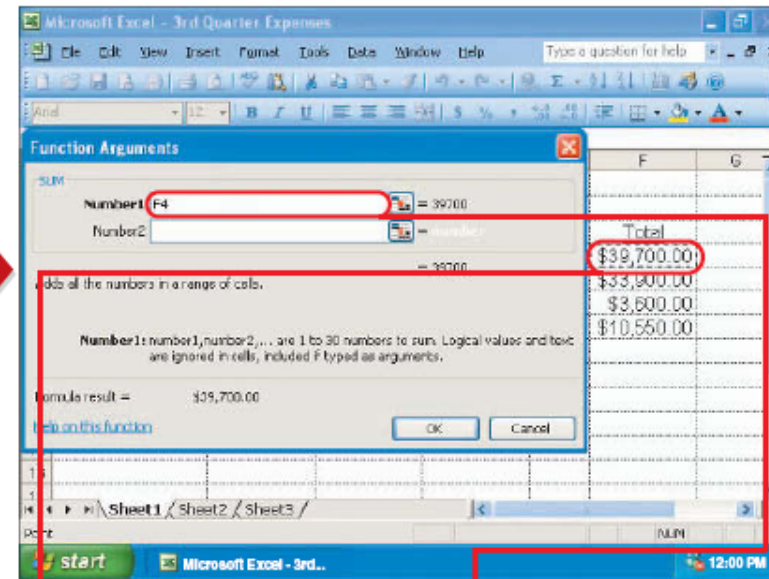 Microsoft Excel - 3rd Quarter Expenses
File Edit View Insert Format Tools Data Window Help Type a question for help
Arial 12 B I U $ % ,
Function Arguments
F G
SUM
Number1 F4 = 39700
Number2 = number
Total
$39,700.00
= 39700
Adds all the numbers in a range of cells.
$33,900.00
$3,600.00
$10,550.00
Number1: number1,number2,... are 1 to 30 numbers to sum. Logical values and text
are ignored in cells, included if typed as arguments.
Formula result = $39,700.00
Help on this function OK Cancel
Sheet1 / Sheet2 / Sheet3 /
Point NUM
start Microsoft Excel - 3rd... 12:00 PM